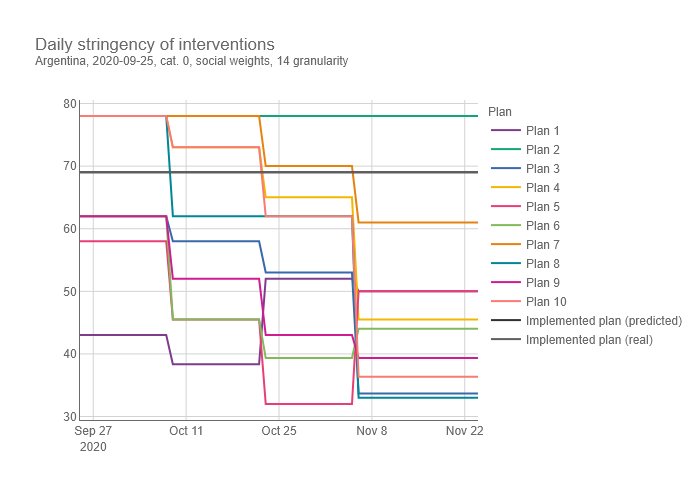 Daily stringency of interventions
Argentina, 2020-09-25, cat. 0, social weights, 14 granularity
80
70
60
50
40
30
Sep 27
2020
Oct 11
Oct 25
Nov 8
Nov 22
Plan
Plan 1
Plan 2
Plan 3
Plan 4
Plan 5
Plan 6
Plan 7
Plan 8
Plan 9
Plan 10
Implemented plan (predicted)
Implemented plan (real)